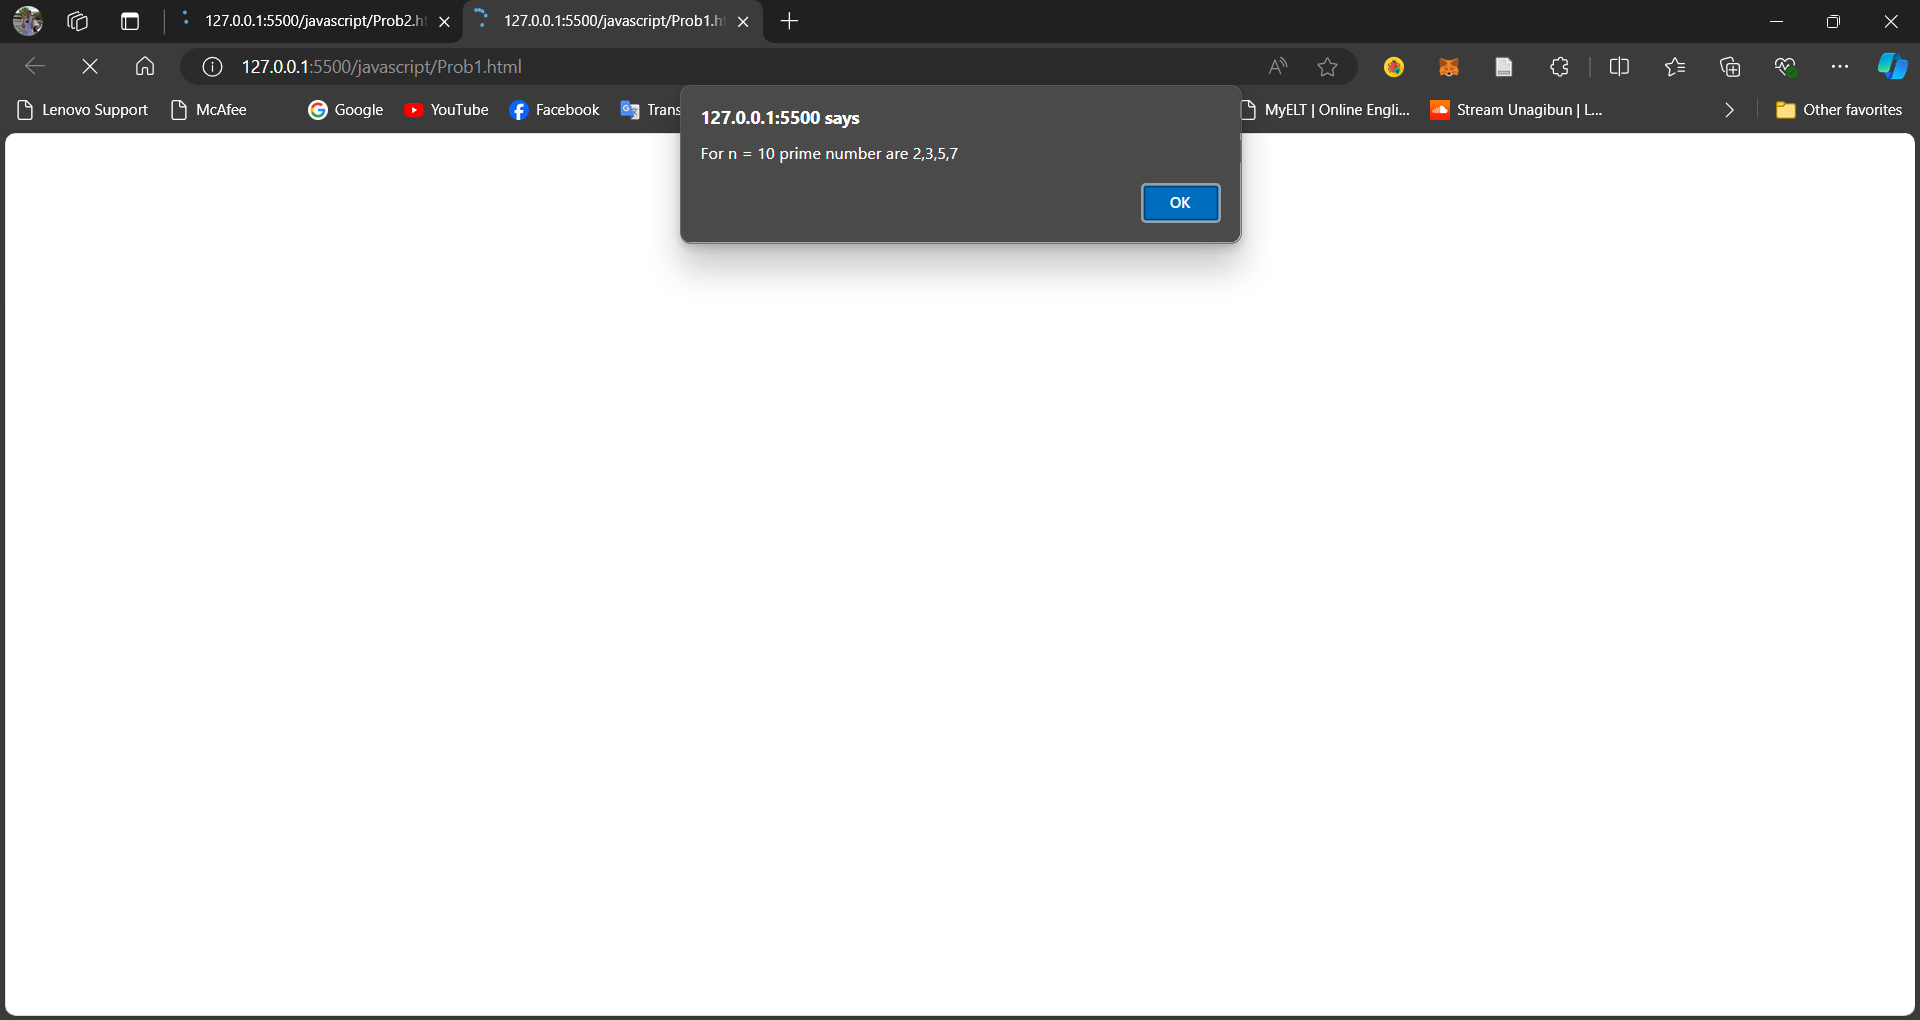 127.0.0.1:5500/javascript/Prob2.h
127.0.0.1:5500/javascript/Prob1.h
127.0.0.1:5500/javascript/Prob1.html
Lenovo Support
McAfee
Google
YouTube
Facebook
Trans
MyELT | Online Engli...
Stream Unagibun | L...
Other favorites
127.0.0.1:5500 says
For n = 10 prime number are 2,3,5,7
OK